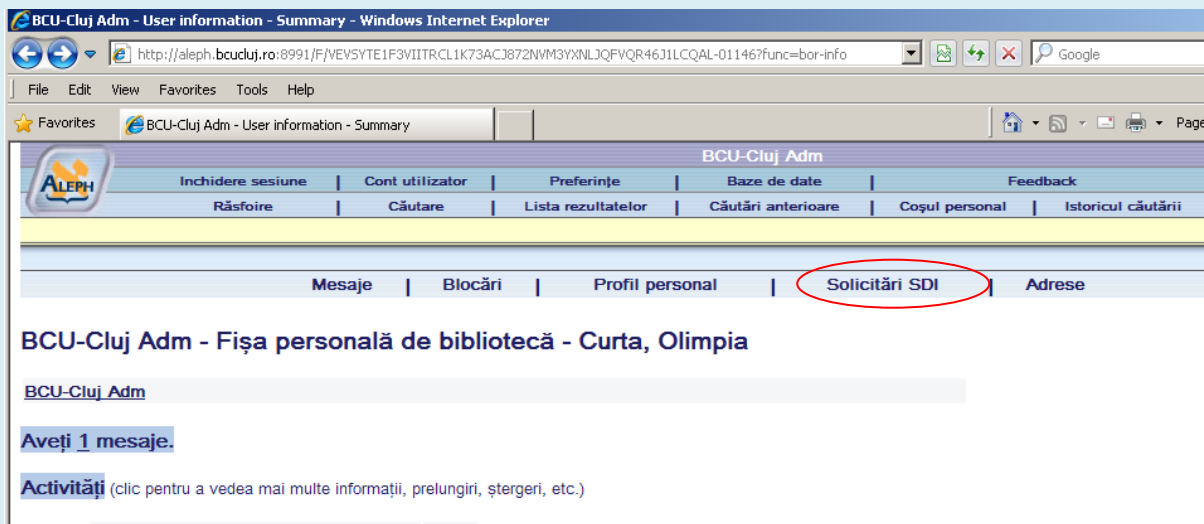 BCU-Cluj Adm - User information - Summary - Windows Internet Explorer
http://aleph.bcucluj.ro:8991/F/VEVSYTE1F3VIITRCL1K73ACJ872NVM3YXNLJQFVQR46J1LCQAL-01146?func=bor-info Google
File Edit View Favorites Tools Help
Favorites BCU-Cluj Adm - User information - Summary Page
BCU-Cluj Adm
ALEPH
Inchidere sesiune | Cont utilizator | Preferințe | Baze de date | Feedback
Răsfoire | Căutare | Lista rezultatelor | Căutări anterioare | Coșul personal | Istoricul căutării
Mesaje | Blocări | Profil personal | Solicitări SDI | Adrese
BCU-Cluj Adm - Fișa personală de bibliotecă - Curta, Olimpia
BCU-Cluj Adm
Aveți 1 mesaje.
Activități (clic pentru a vedea mai multe informații, prelungiri, ștergeri, etc.)